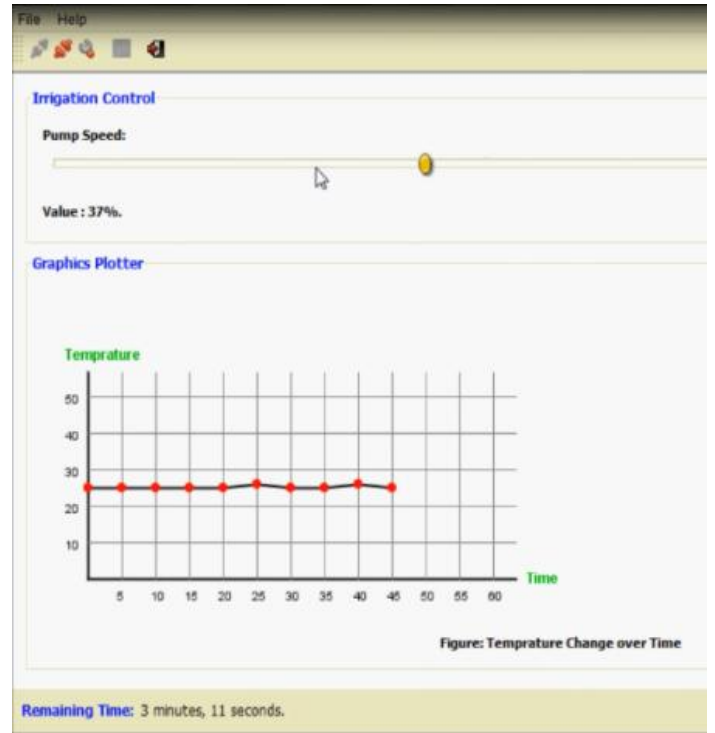 File Help
Irrigation Control
Pump Speed:
Value : 37%.
Graphics Plotter
Temprature
50
40
30
20
10
Time
5 10 15 20 25 30 35 40 45 50 55 60
Figure: Temprature Change over Time
Remaining Time: 3 minutes, 11 seconds.